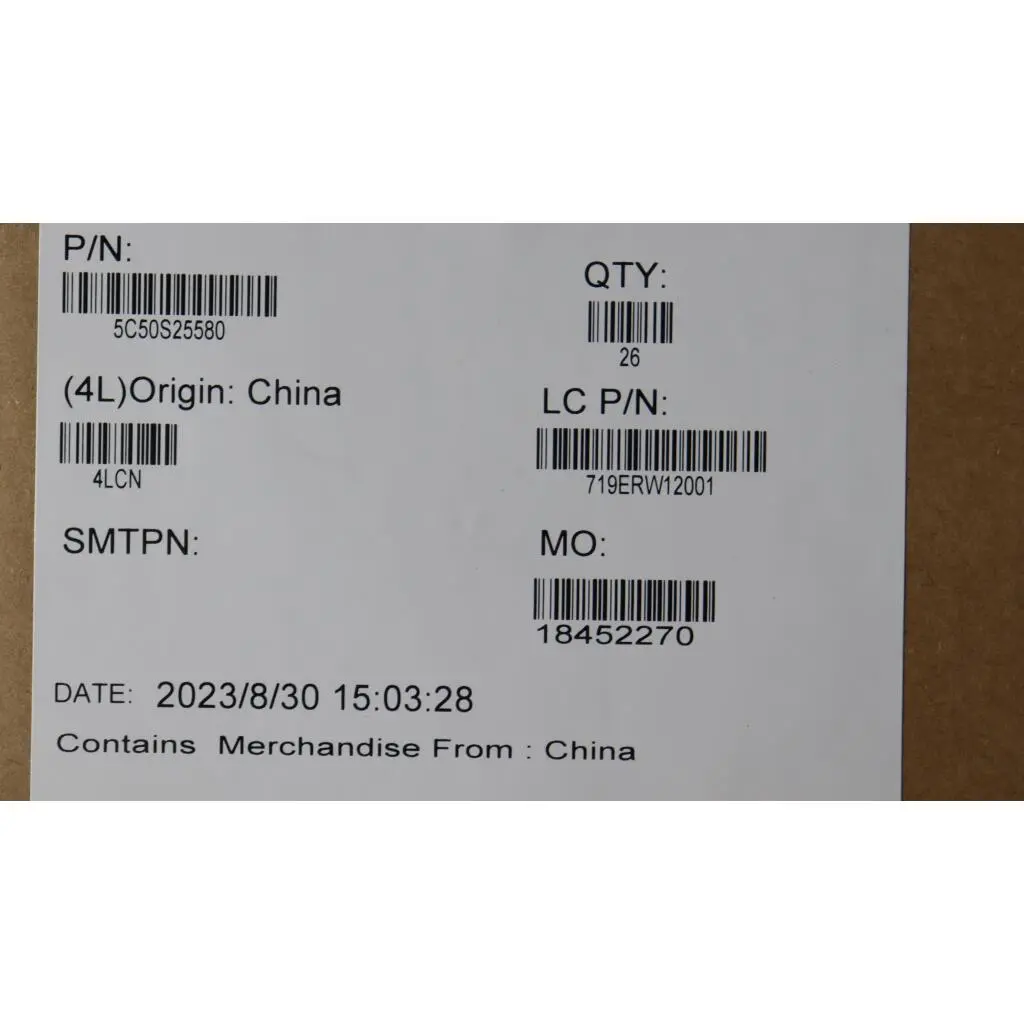 P/N:
5C50S25580
QTY:
26
(4L)Origin: China
4LCN
LC P/N:
719ERW12001
SMTPN:
MO:
18452270
DATE: 2023/8/30 15:03:28
Contains Merchandise From : China